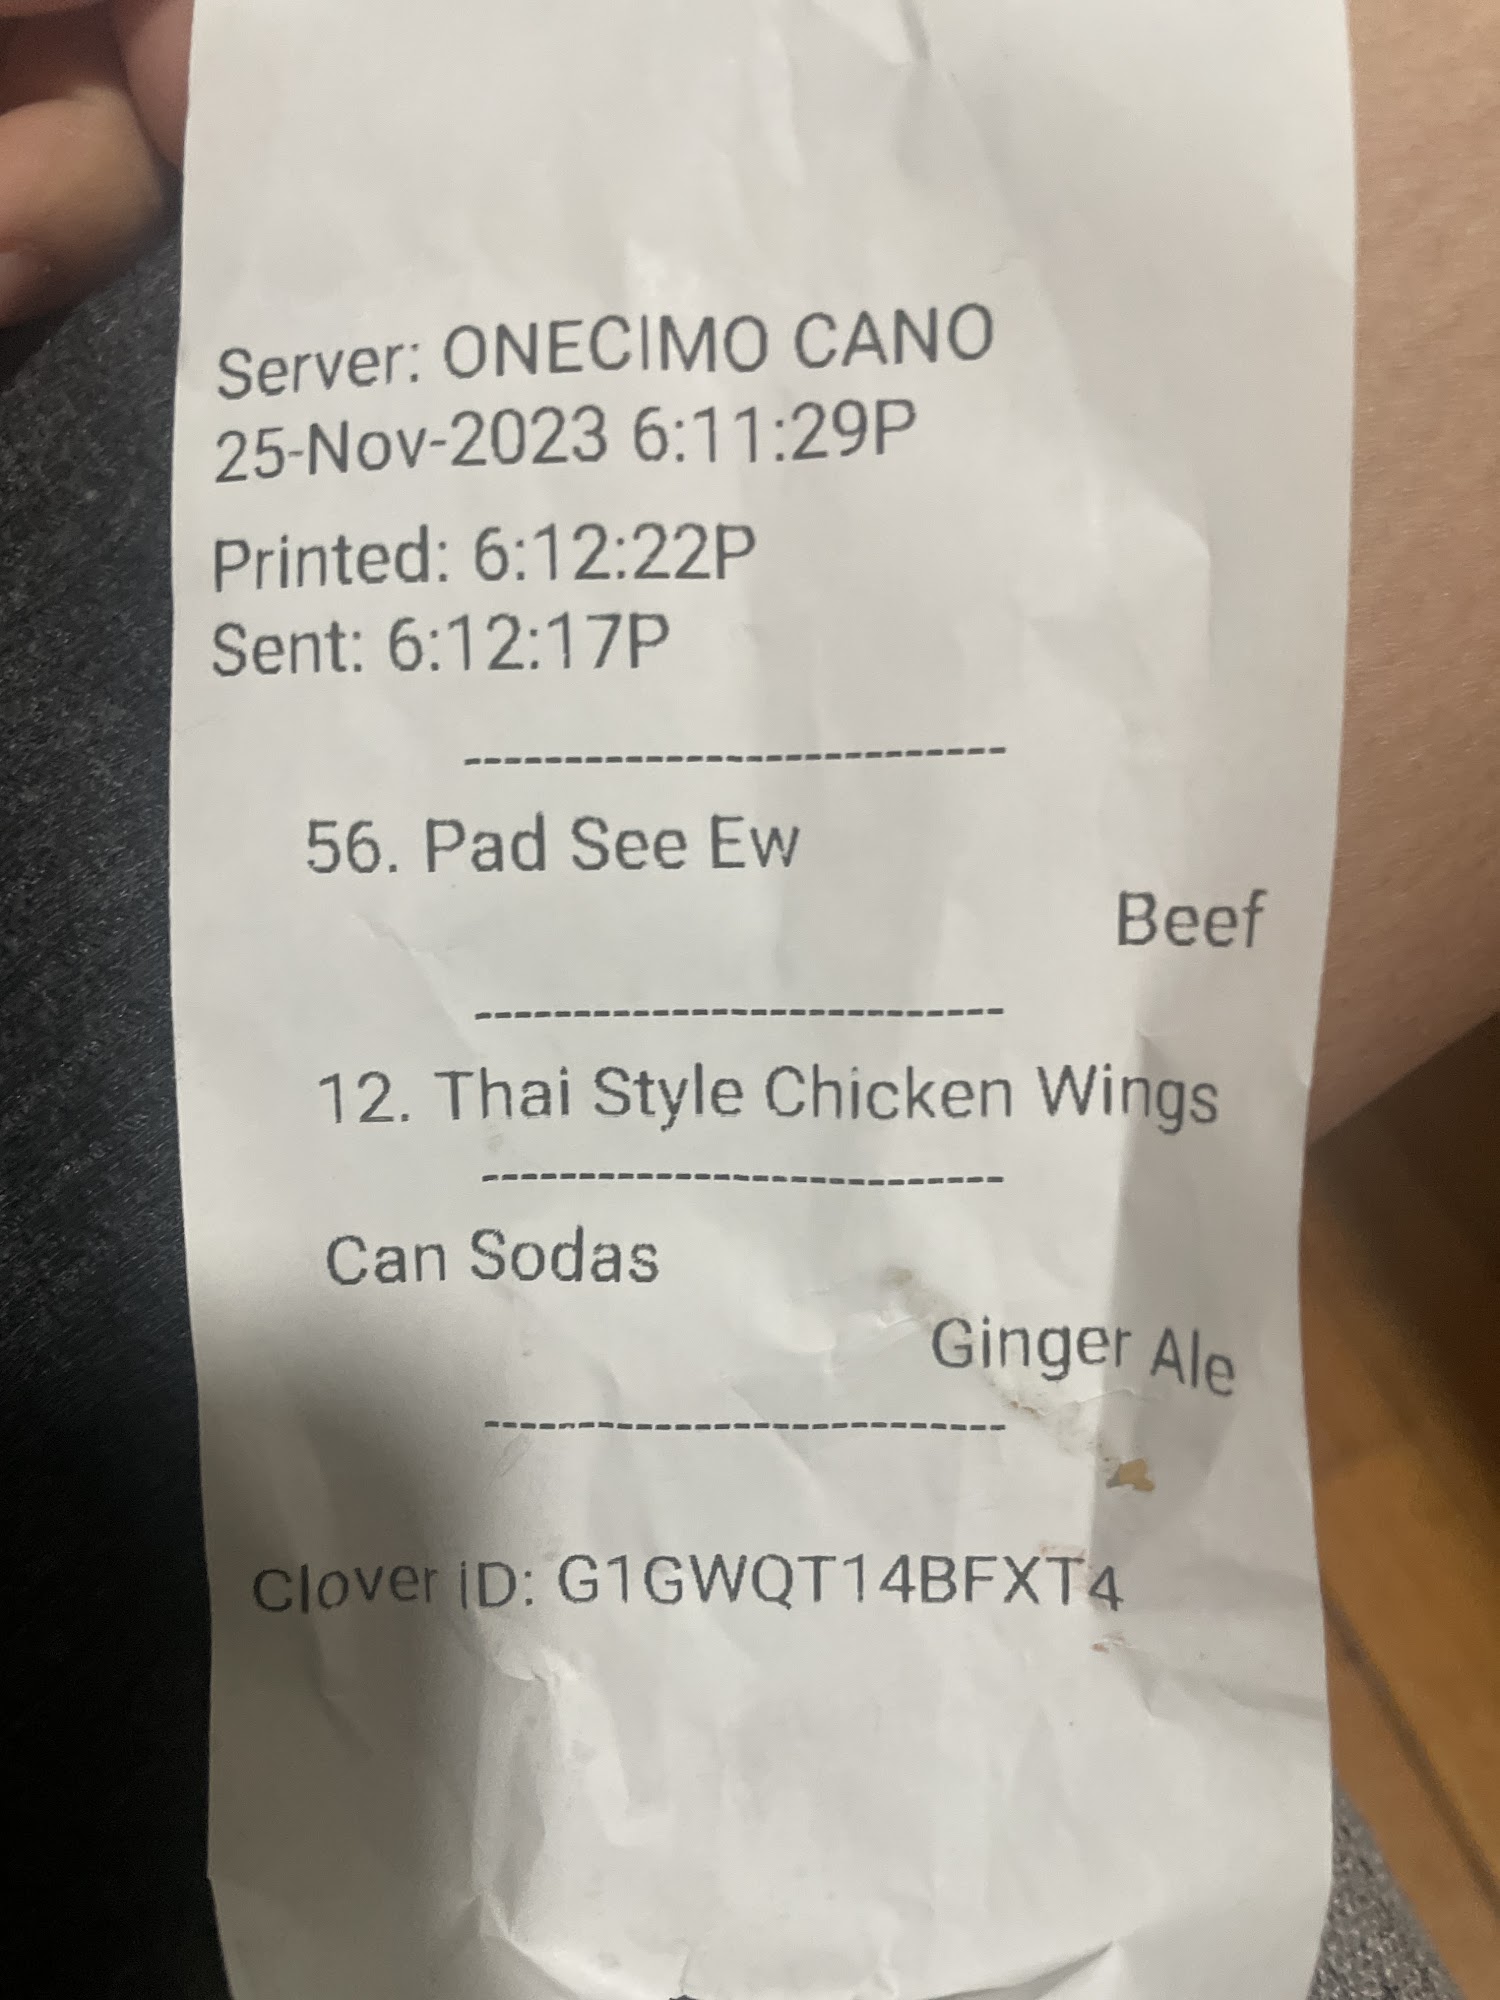 Server: ONECIMO CANO
25-Nov-2023 6:11:29P
Printed: 6:12:22P
Sent: 6:12:17P
---------------------------
56. Pad See Ew
Beef
---------------------------
12. Thai Style Chicken Wings
---------------------------
Can Sodas
Ginger Ale
---------------------------
Clover ID: G1GWQT14BFXT4